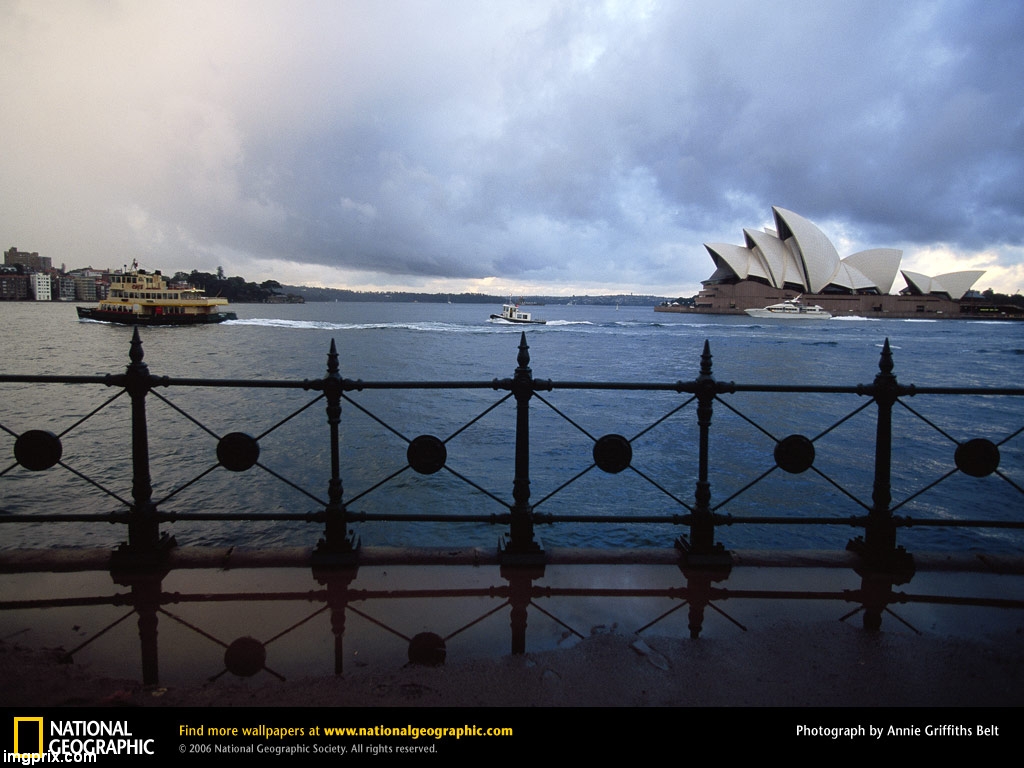 NATIONAL
GEOGRAPHIC
imgprix.com
Find more wallpapers at www.nationalgeographic.com
© 2006 National Geographic Society. All rights reserved.
Photograph by Annie Griffiths Belt